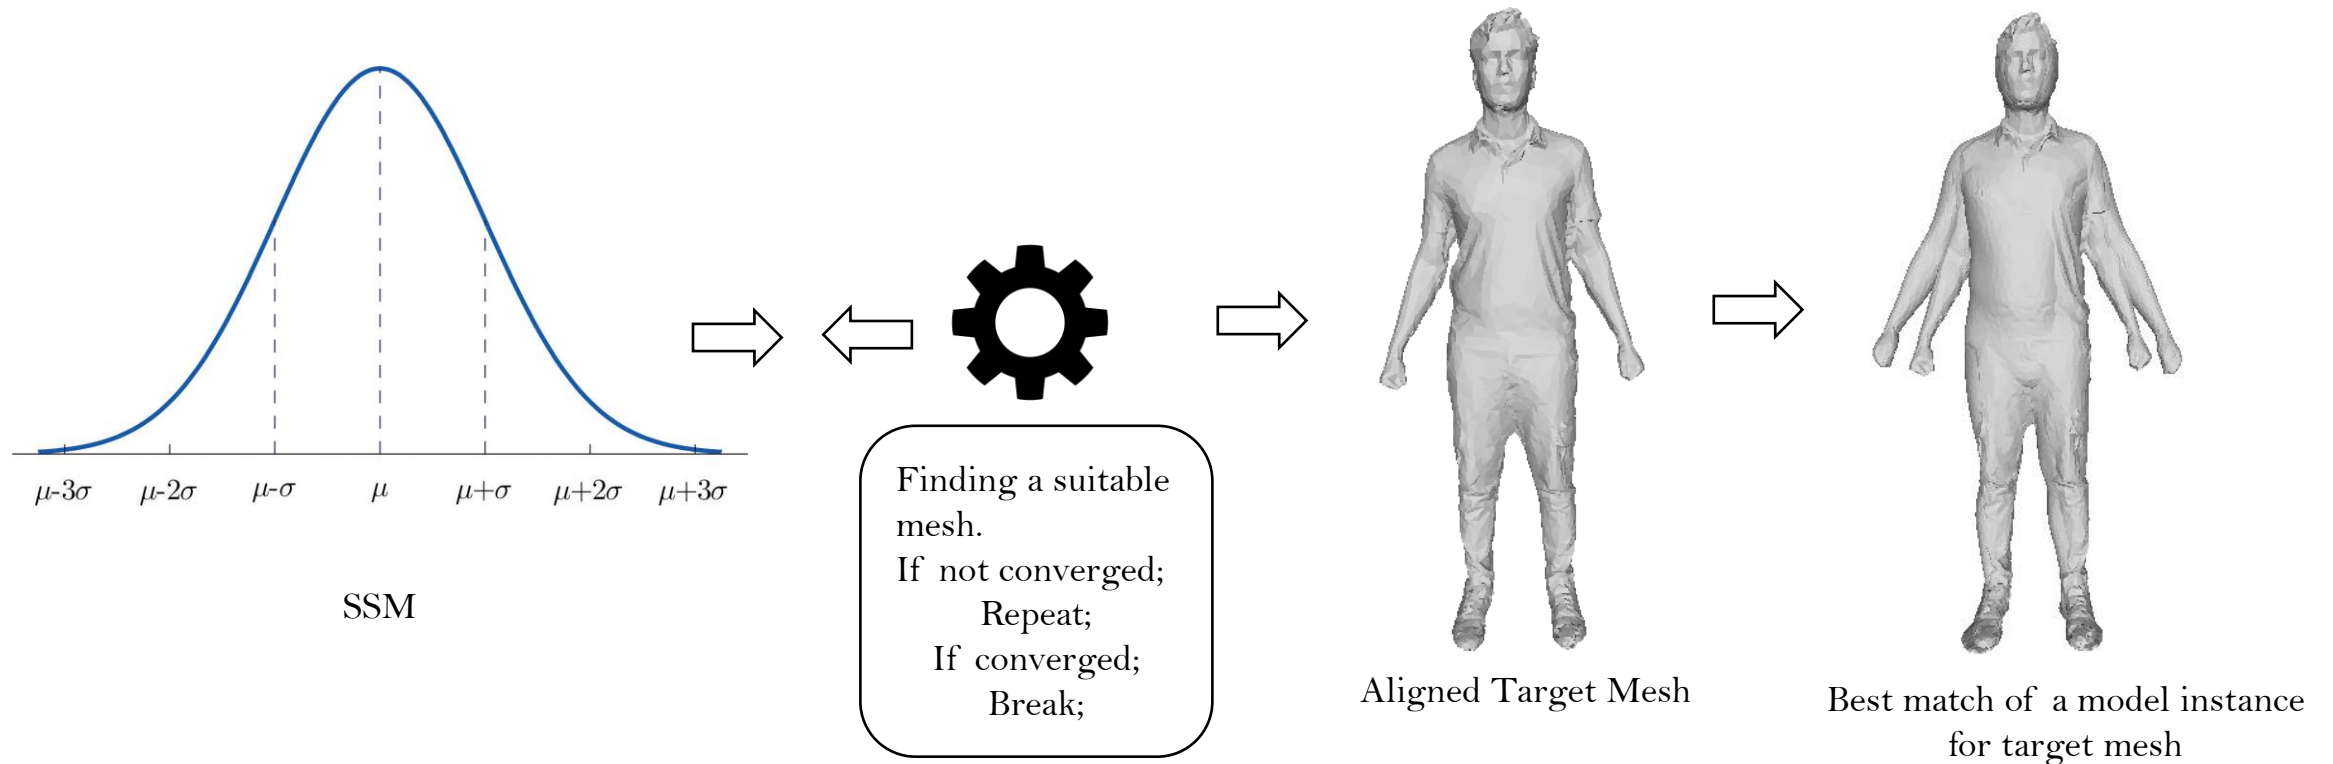 μ-3σ μ-2σ μ-σ μ μ+σ μ+2σ μ+3σ
SSM
Finding a suitable
mesh.
If not converged;
Repeat;
If converged;
Break;
Aligned Target Mesh
Best match of a model instance
for target mesh